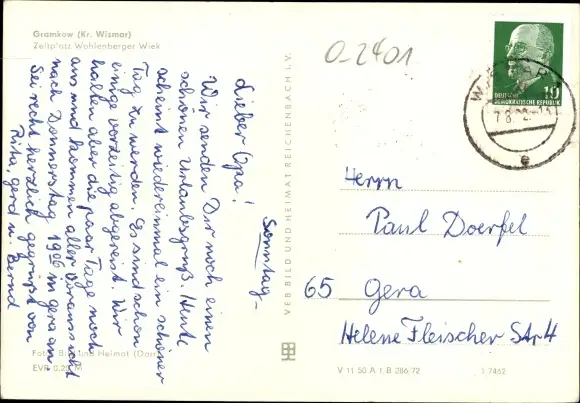 Gramkow (Kr. Wismar)
Zeltplatz Wohlenberger Wiek
Sonntag-
Lieber Opa!
Wir senden Dir noch einen
schönen Urlaubsgruß. Heute
scheint wiedereinmal ein schöner
Tag zu werden. Es sind schon
einige vorzeitig abgereist. Wir
halten aber die paar Tage noch
aus und kommen aller Voraussicht
nach Donnerstag 19 06 in Gera an.
Sei recht herzlich gegrüßt von
Rita, Gerd u. Bernd
Foto: Bild und Heimat
EVP 0,20 M
VEB BILD UND HEIMAT REICHENBACH I. V.
0-2401
DEUTSCHE
DEMOKRATISCHE REPUBLIK
10
Herrn
Paul Doerfel
65 Gera
Helene Fleischer Str 4
V 11 50 A 1, B 286/72